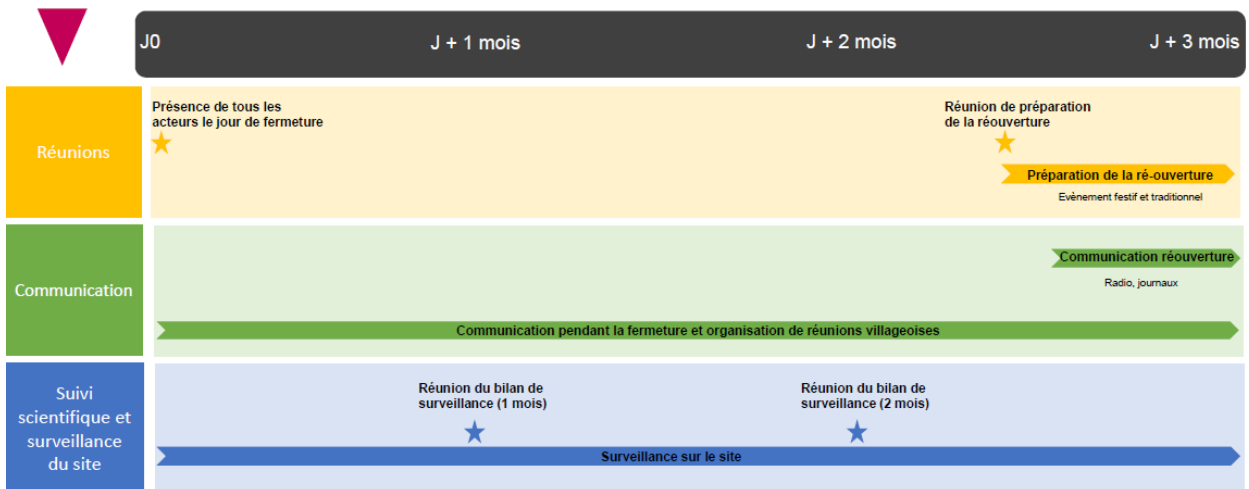 J0
J + 1 mois
J + 2 mois
J + 3 mois
Réunions
Présence de tous les
acteurs le jour de fermeture
Réunion de préparation
de la réouverture
Préparation de la ré-ouverture
Evènement festif et traditionnel
Communication
Communication réouverture
Radio, journaux
Communication pendant la fermeture et organisation de réunions villageoises
Suivi
scientifique et
surveillance
du site
Réunion du bilan de
surveillance (1 mois)
Réunion du bilan de
surveillance (2 mois)
Surveillance sur le site